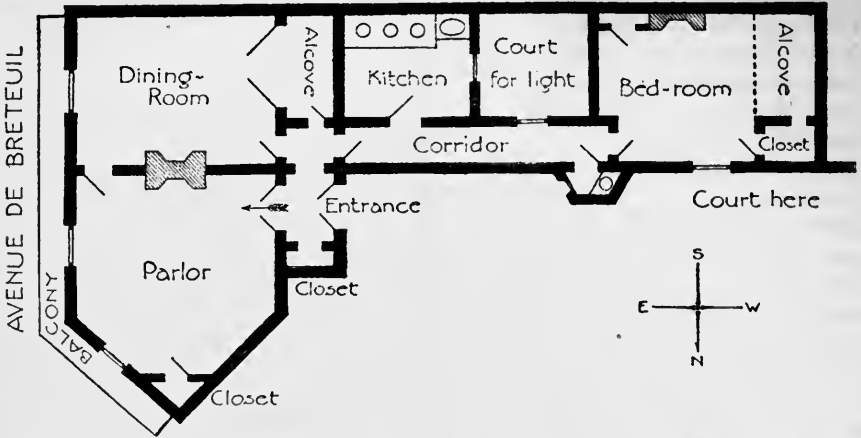 AVENUE DE BRETEUIL
BALCONY
Dining-
Room
Alcove
Kitchen
Court
for light
Bed-room
Alcove
Closet
Corridor
Entrance
Court here
Parlor
Closet
Closet
S
E W
N